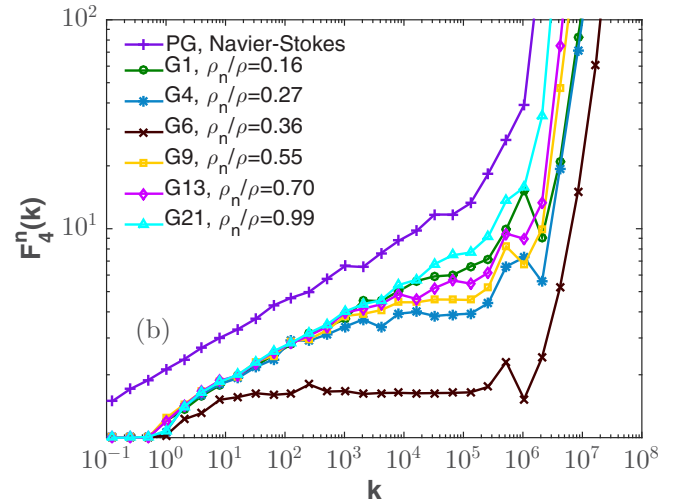 10²
10¹
F₄ⁿ(k)
PG, Navier-Stokes
G1, ρₙ/ρ=0.16
G4, ρₙ/ρ=0.27
G6, ρₙ/ρ=0.36
G9, ρₙ/ρ=0.55
G13, ρₙ/ρ=0.70
G21, ρₙ/ρ=0.99
(b)
10⁻¹ 10⁰ 10¹ 10² 10³ 10⁴ 10⁵ 10⁶ 10⁷ 10⁸
k